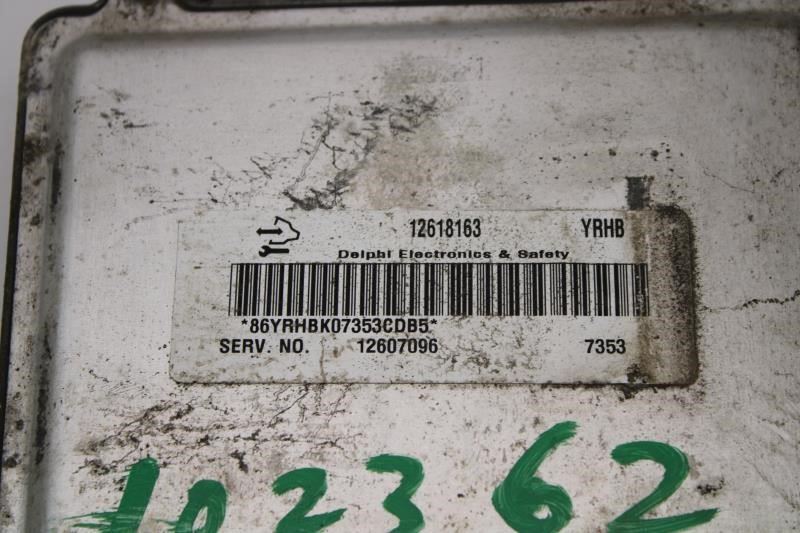 12618163 YRHB
Delphi Electronics & Safety
*86YRHBK07353CDB5*
SERV. NO. 12607096 7353
102362